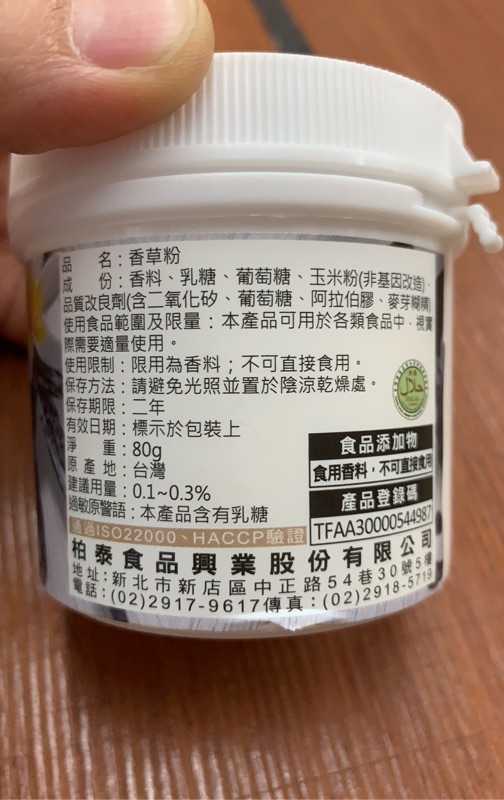 品名：香草粉
成份：香料、乳糖、葡萄糖、玉米粉(非基因改造)、
品質改良劑(含二氧化矽、葡萄糖、阿拉伯膠、麥芽糊精)
使用食品範圍及限量：本產品可用於各類食品中，視實
際需要適量使用。
使用限制：限用為香料；不可直接食用。
保存方法：請避免光照並置於陰涼乾燥處。
保存期限：二年
有效日期：標示於包裝上
淨重：80g
原產地：台灣
建議用量：0.1~0.3%
過敏原警語：本產品含有乳糖
食品添加物
食用香料，不可直接食用
產品登錄碼
TFAA30000544987
通過ISO22000、HACCP驗證
柏泰食品興業股份有限公司
地址：新北市新店區中正路54巷30號5樓
電話：(02)2917-9617傳真：(02)2918-5719